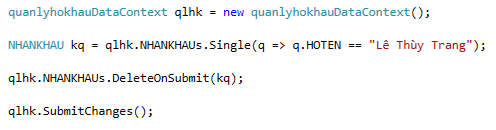 quanlyhokhauDataContext qlhk = new quanlyhokhauDataContext();
NHANKHAU kq = qlhk.NHANKHAUs.Single(q => q.HOTEN == "Lê Thùy Trang");
qlhk.NHANKHAUs.DeleteOnSubmit(kq);
qlhk.SubmitChanges();